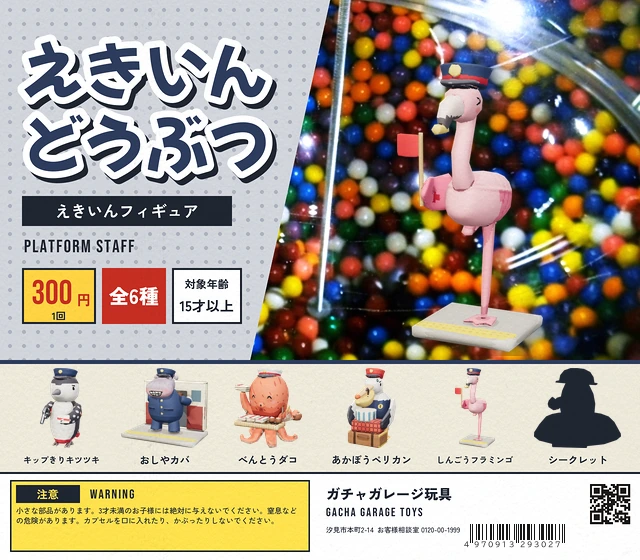 えきいん
どうぶつ
えきいんフィギュア
PLATFORM STAFF
300円
1回
全6種
対象年齢
15才以上
キップきりキツツキ
おしやカバ
べんとうダコ
あかぼうペリカン
しんごうフラミンゴ
シークレット
注意 WARNING
小さな部品があります。3才未満のお子様には絶対に与えないでください。窒息など
の危険があります。カプセルを口に入れたり、かぶったりしないでください。
ガチャガレージ玩具
GACHA GARAGE TOYS
汐見市本町2-14 お客様相談室 0120-00-1999
4 970913 293027